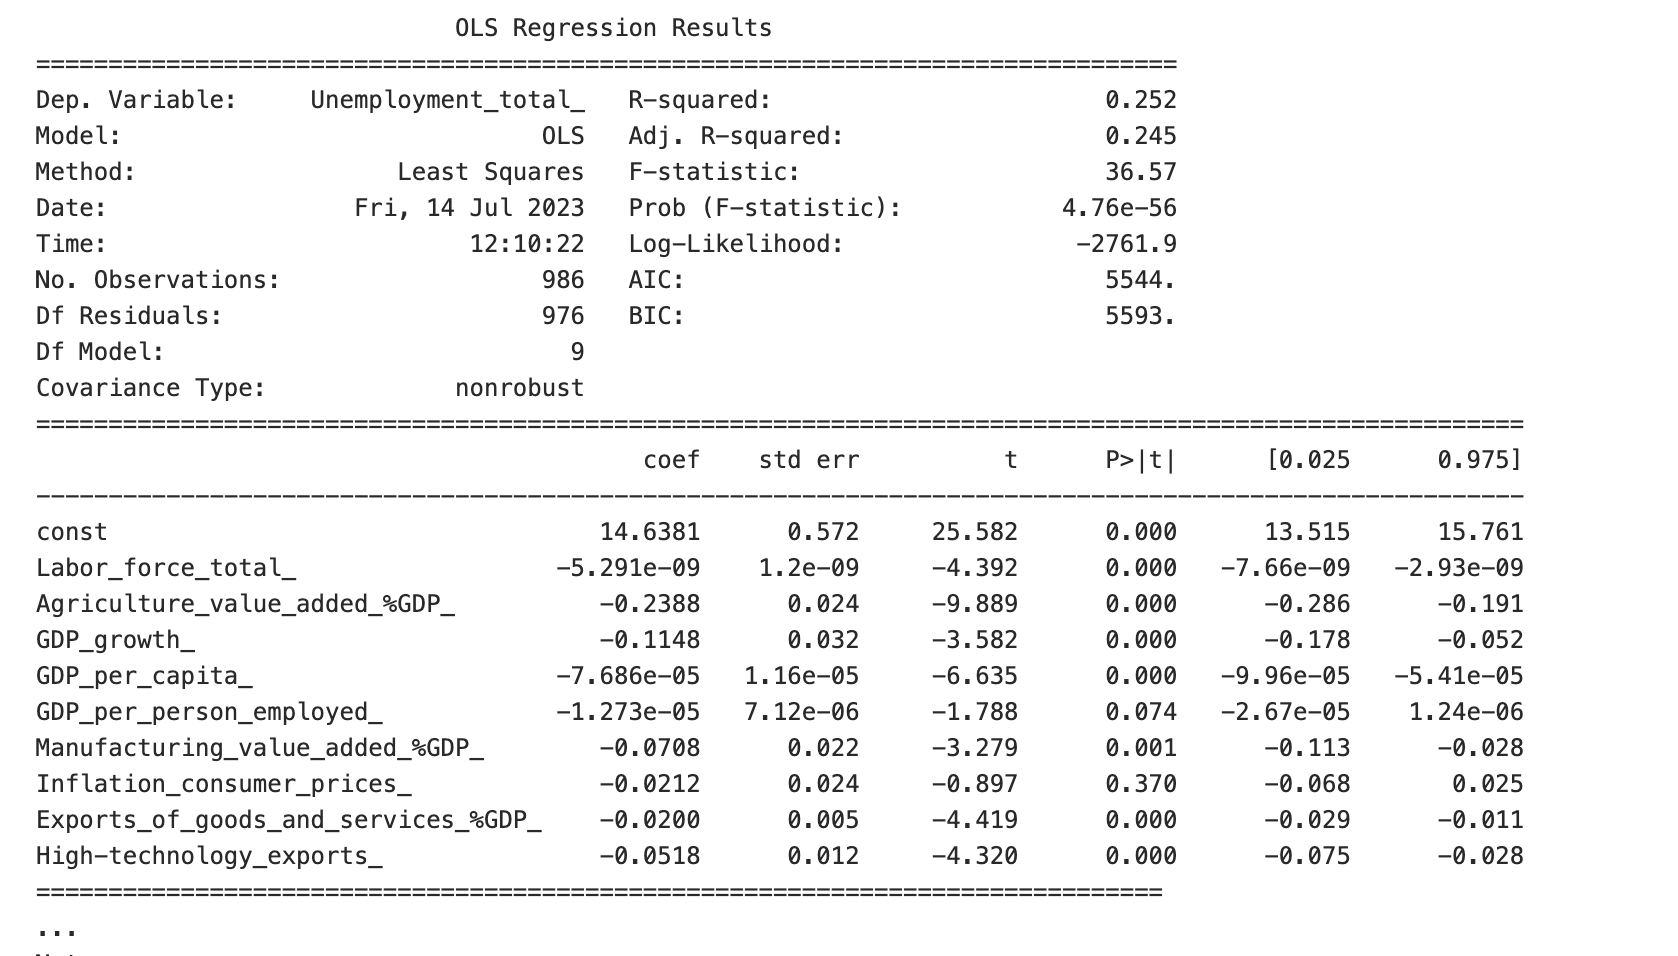 OLS Regression Results
==============================================================================
Dep. Variable:     Unemployment_total_   R-squared:                       0.252
Model:                             OLS   Adj. R-squared:                  0.245
Method:                  Least Squares   F-statistic:                     36.57
Date:                 Fri, 14 Jul 2023   Prob (F-statistic):           4.76e-56
Time:                         12:10:22   Log-Likelihood:                -2761.9
No. Observations:                  986   AIC:                             5544.
Df Residuals:                      976   BIC:                             5593.
Df Model:                            9
Covariance Type:             nonrobust
=======================================================================================================
                                          coef    std err          t      P>|t|      [0.025      0.975]
-------------------------------------------------------------------------------------------------------
const                                  14.6381      0.572     25.582      0.000      13.515      15.761
Labor_force_total_                  -5.291e-09    1.2e-09     -4.392      0.000   -7.66e-09   -2.93e-09
Agriculture_value_added_%GDP_          -0.2388      0.024     -9.889      0.000      -0.286      -0.191
GDP_growth_                            -0.1148      0.032     -3.582      0.000      -0.178      -0.052
GDP_per_capita_                     -7.686e-05   1.16e-05     -6.635      0.000   -9.96e-05   -5.41e-05
GDP_per_person_employed_            -1.273e-05   7.12e-06     -1.788      0.074   -2.67e-05    1.24e-06
Manufacturing_value_added_%GDP_        -0.0708      0.022     -3.279      0.001      -0.113      -0.028
Inflation_consumer_prices_             -0.0212      0.024     -0.897      0.370      -0.068       0.025
Exports_of_goods_and_services_%GDP_    -0.0200      0.005     -4.419      0.000      -0.029      -0.011
High-technology_exports_               -0.0518      0.012     -4.320      0.000      -0.075      -0.028
==============================================================================
...